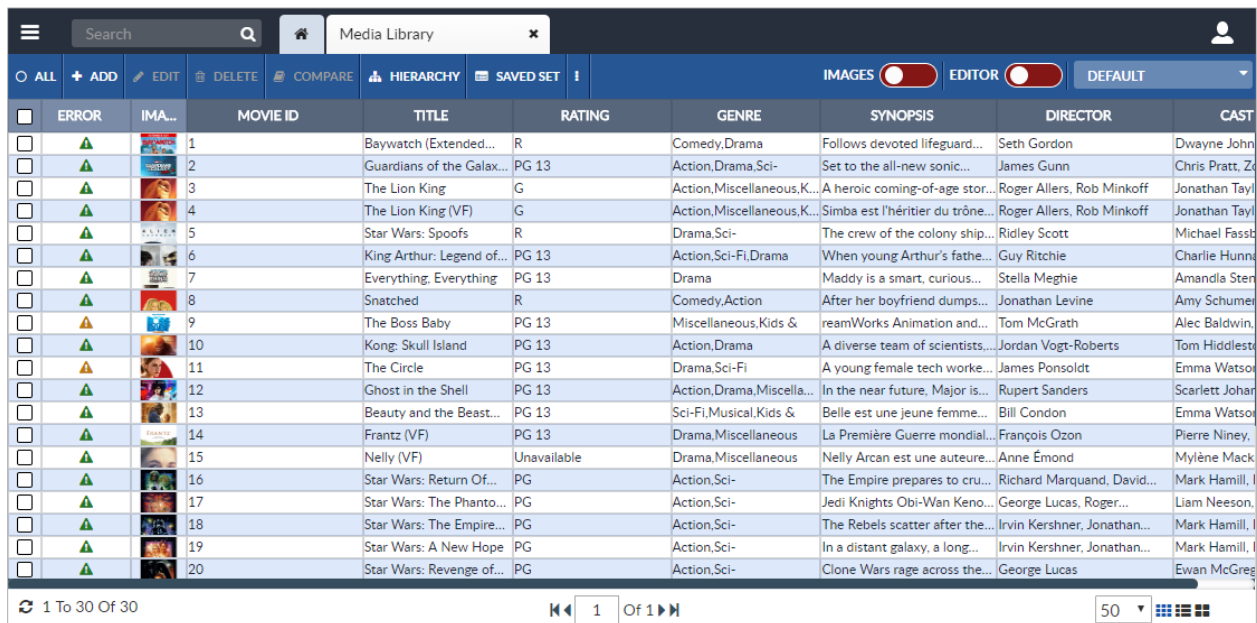 Search Media Library
ALL ADD EDIT DELETE COMPARE HIERARCHY SAVED SET IMAGES EDITOR DEFAULT
ERROR IMA... MOVIE ID TITLE RATING GENRE SYNOPSIS DIRECTOR CAST
1 Baywatch (Extended... R Comedy,Drama Follows devoted lifeguard... Seth Gordon Dwayne John
2 Guardians of the Galax... PG 13 Action,Drama,Sci- Set to the all-new sonic... James Gunn Chris Pratt, Zo
3 The Lion King G Action,Miscellaneous,K... A heroic coming-of-age stor... Roger Allers, Rob Minkoff Jonathan Tayl
4 The Lion King (VF) G Action,Miscellaneous,K... Simba est l'héritier du trône... Roger Allers, Rob Minkoff Jonathan Tayl
5 Star Wars: Spoofs R Drama,Sci- The crew of the colony ship... Ridley Scott Michael Fassb
6 King Arthur: Legend of... PG 13 Action,Sci-Fi,Drama When young Arthur's fathe... Guy Ritchie Charlie Hunna
7 Everything, Everything PG 13 Drama Maddy is a smart, curious... Stella Meghie Amandla Sten
8 Snatched R Comedy,Action After her boyfriend dumps... Jonathan Levine Amy Schumer
9 The Boss Baby PG 13 Miscellaneous,Kids & reamWorks Animation and... Tom McGrath Alec Baldwin,
10 Kong: Skull Island PG 13 Action,Drama A diverse team of scientists,... Jordan Vogt-Roberts Tom Hiddlesto
11 The Circle PG 13 Drama,Sci-Fi A young female tech worke... James Ponsoldt Emma Watson
12 Ghost in the Shell PG 13 Action,Drama,Miscella... In the near future, Major is... Rupert Sanders Scarlett Johan
13 Beauty and the Beast... PG 13 Sci-Fi,Musical,Kids & Belle est une jeune femme... Bill Condon Emma Watson
14 Frantz (VF) PG 13 Drama,Miscellaneous La Première Guerre mondial... François Ozon Pierre Niney,
15 Nelly (VF) Unavailable Drama,Miscellaneous Nelly Arcan est une auteure... Anne Émond Mylène Mack
16 Star Wars: Return Of... PG Action,Sci- The Empire prepares to cru... Richard Marquand, David... Mark Hamill,
17 Star Wars: The Phanto... PG Action,Sci- Jedi Knights Obi-Wan Keno... George Lucas, Roger... Liam Neeson,
18 Star Wars: The Empire... PG Action,Sci- The Rebels scatter after the... Irvin Kershner, Jonathan... Mark Hamill,
19 Star Wars: A New Hope PG Action,Sci- In a distant galaxy, a long... Irvin Kershner, Jonathan... Mark Hamill,
20 Star Wars: Revenge of... PG Action,Sci- Clone Wars rage across the... George Lucas Ewan McGreg
1 To 30 Of 30 1 Of 1 50